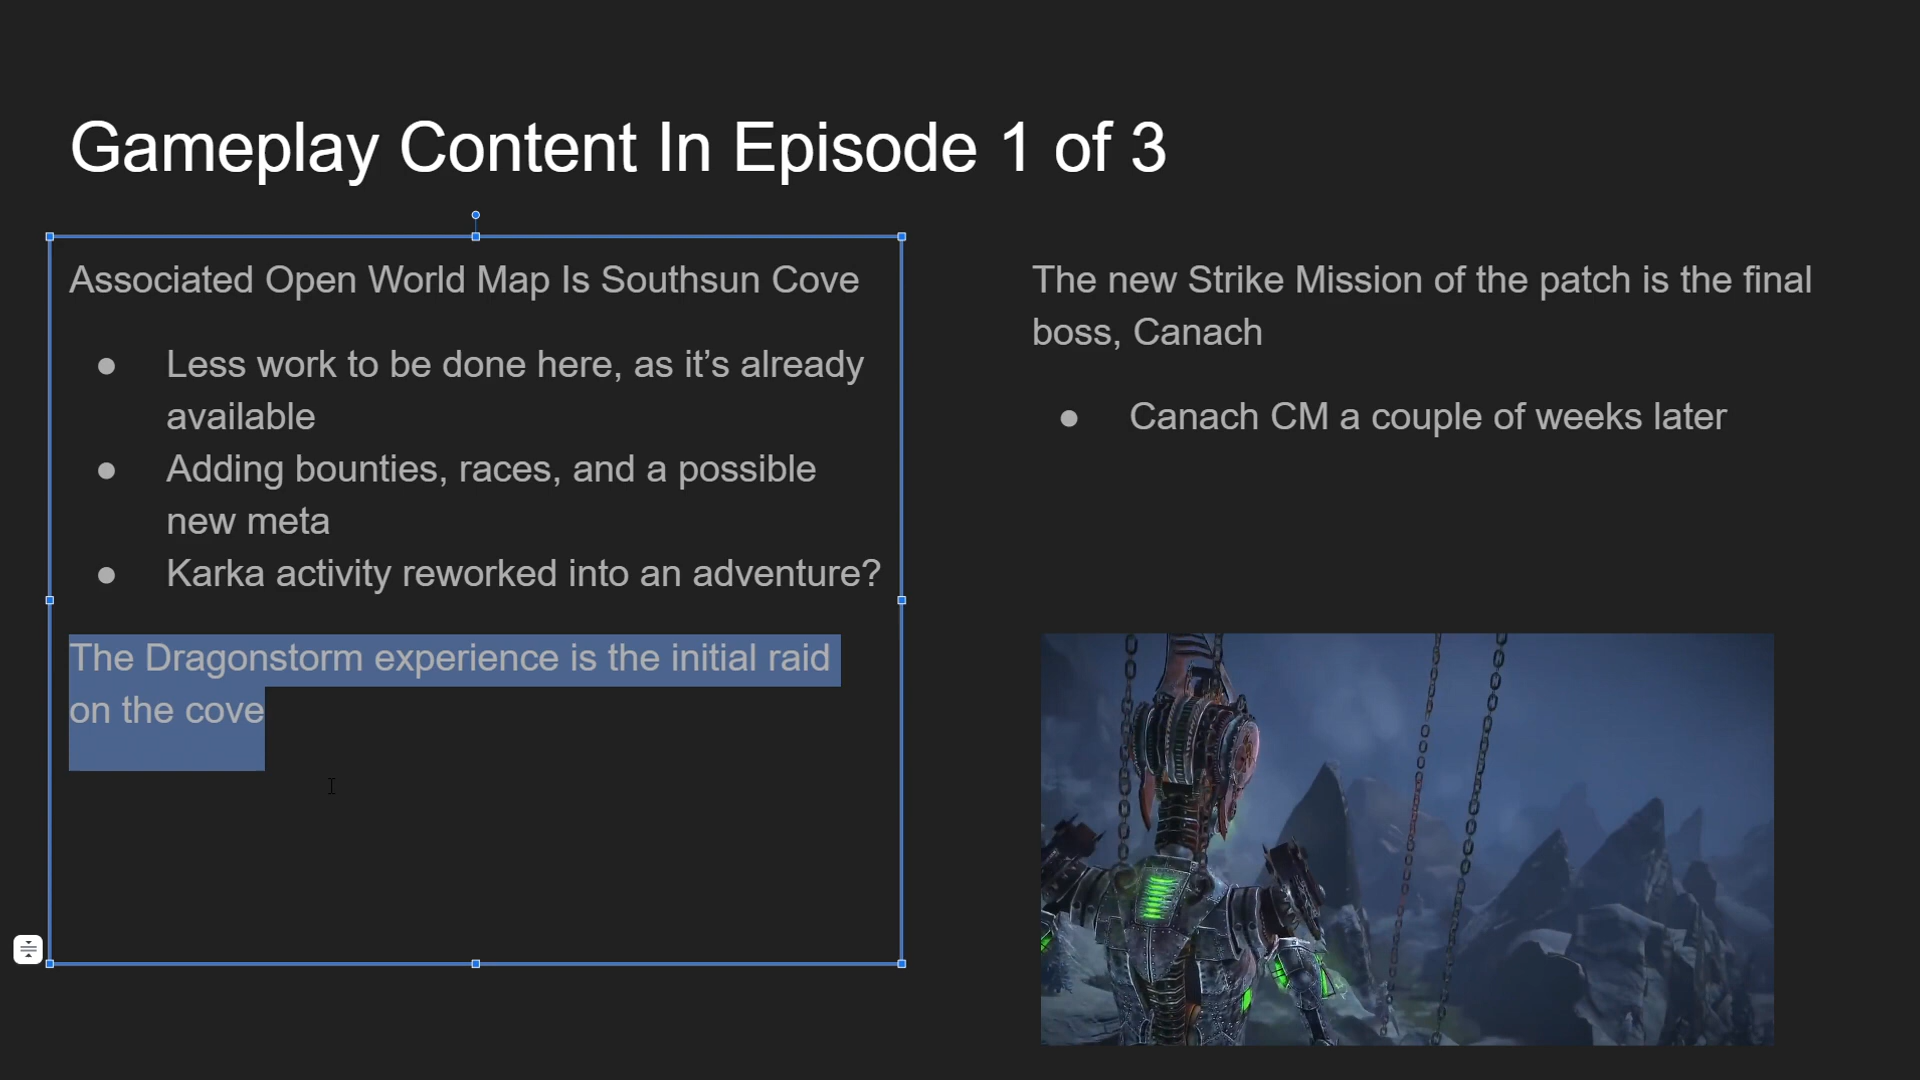 Gameplay Content In Episode 1 of 3
Associated Open World Map Is Southsun Cove
● Less work to be done here, as it’s already
available
● Adding bounties, races, and a possible
new meta
● Karka activity reworked into an adventure?
The Dragonstorm experience is the initial raid
on the cove
The new Strike Mission of the patch is the final
boss, Canach
● Canach CM a couple of weeks later